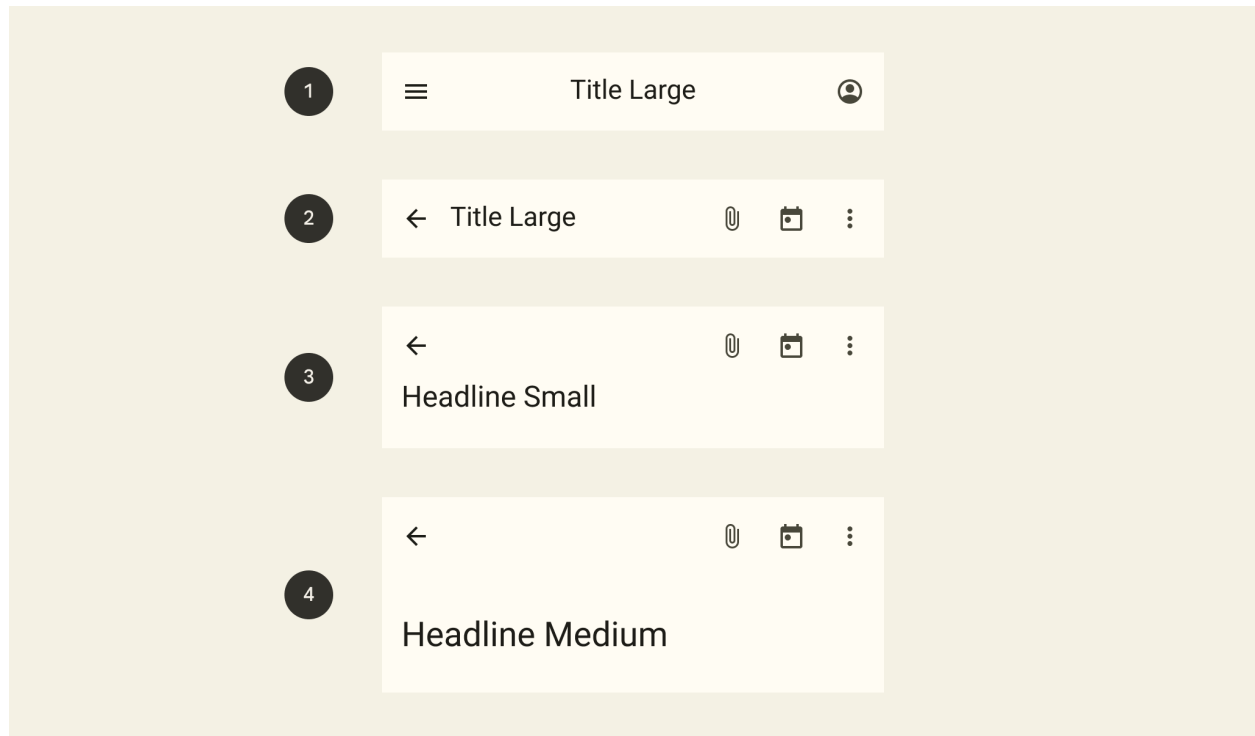 1
Title Large
2
Title Large
3
Headline Small
4
Headline Medium